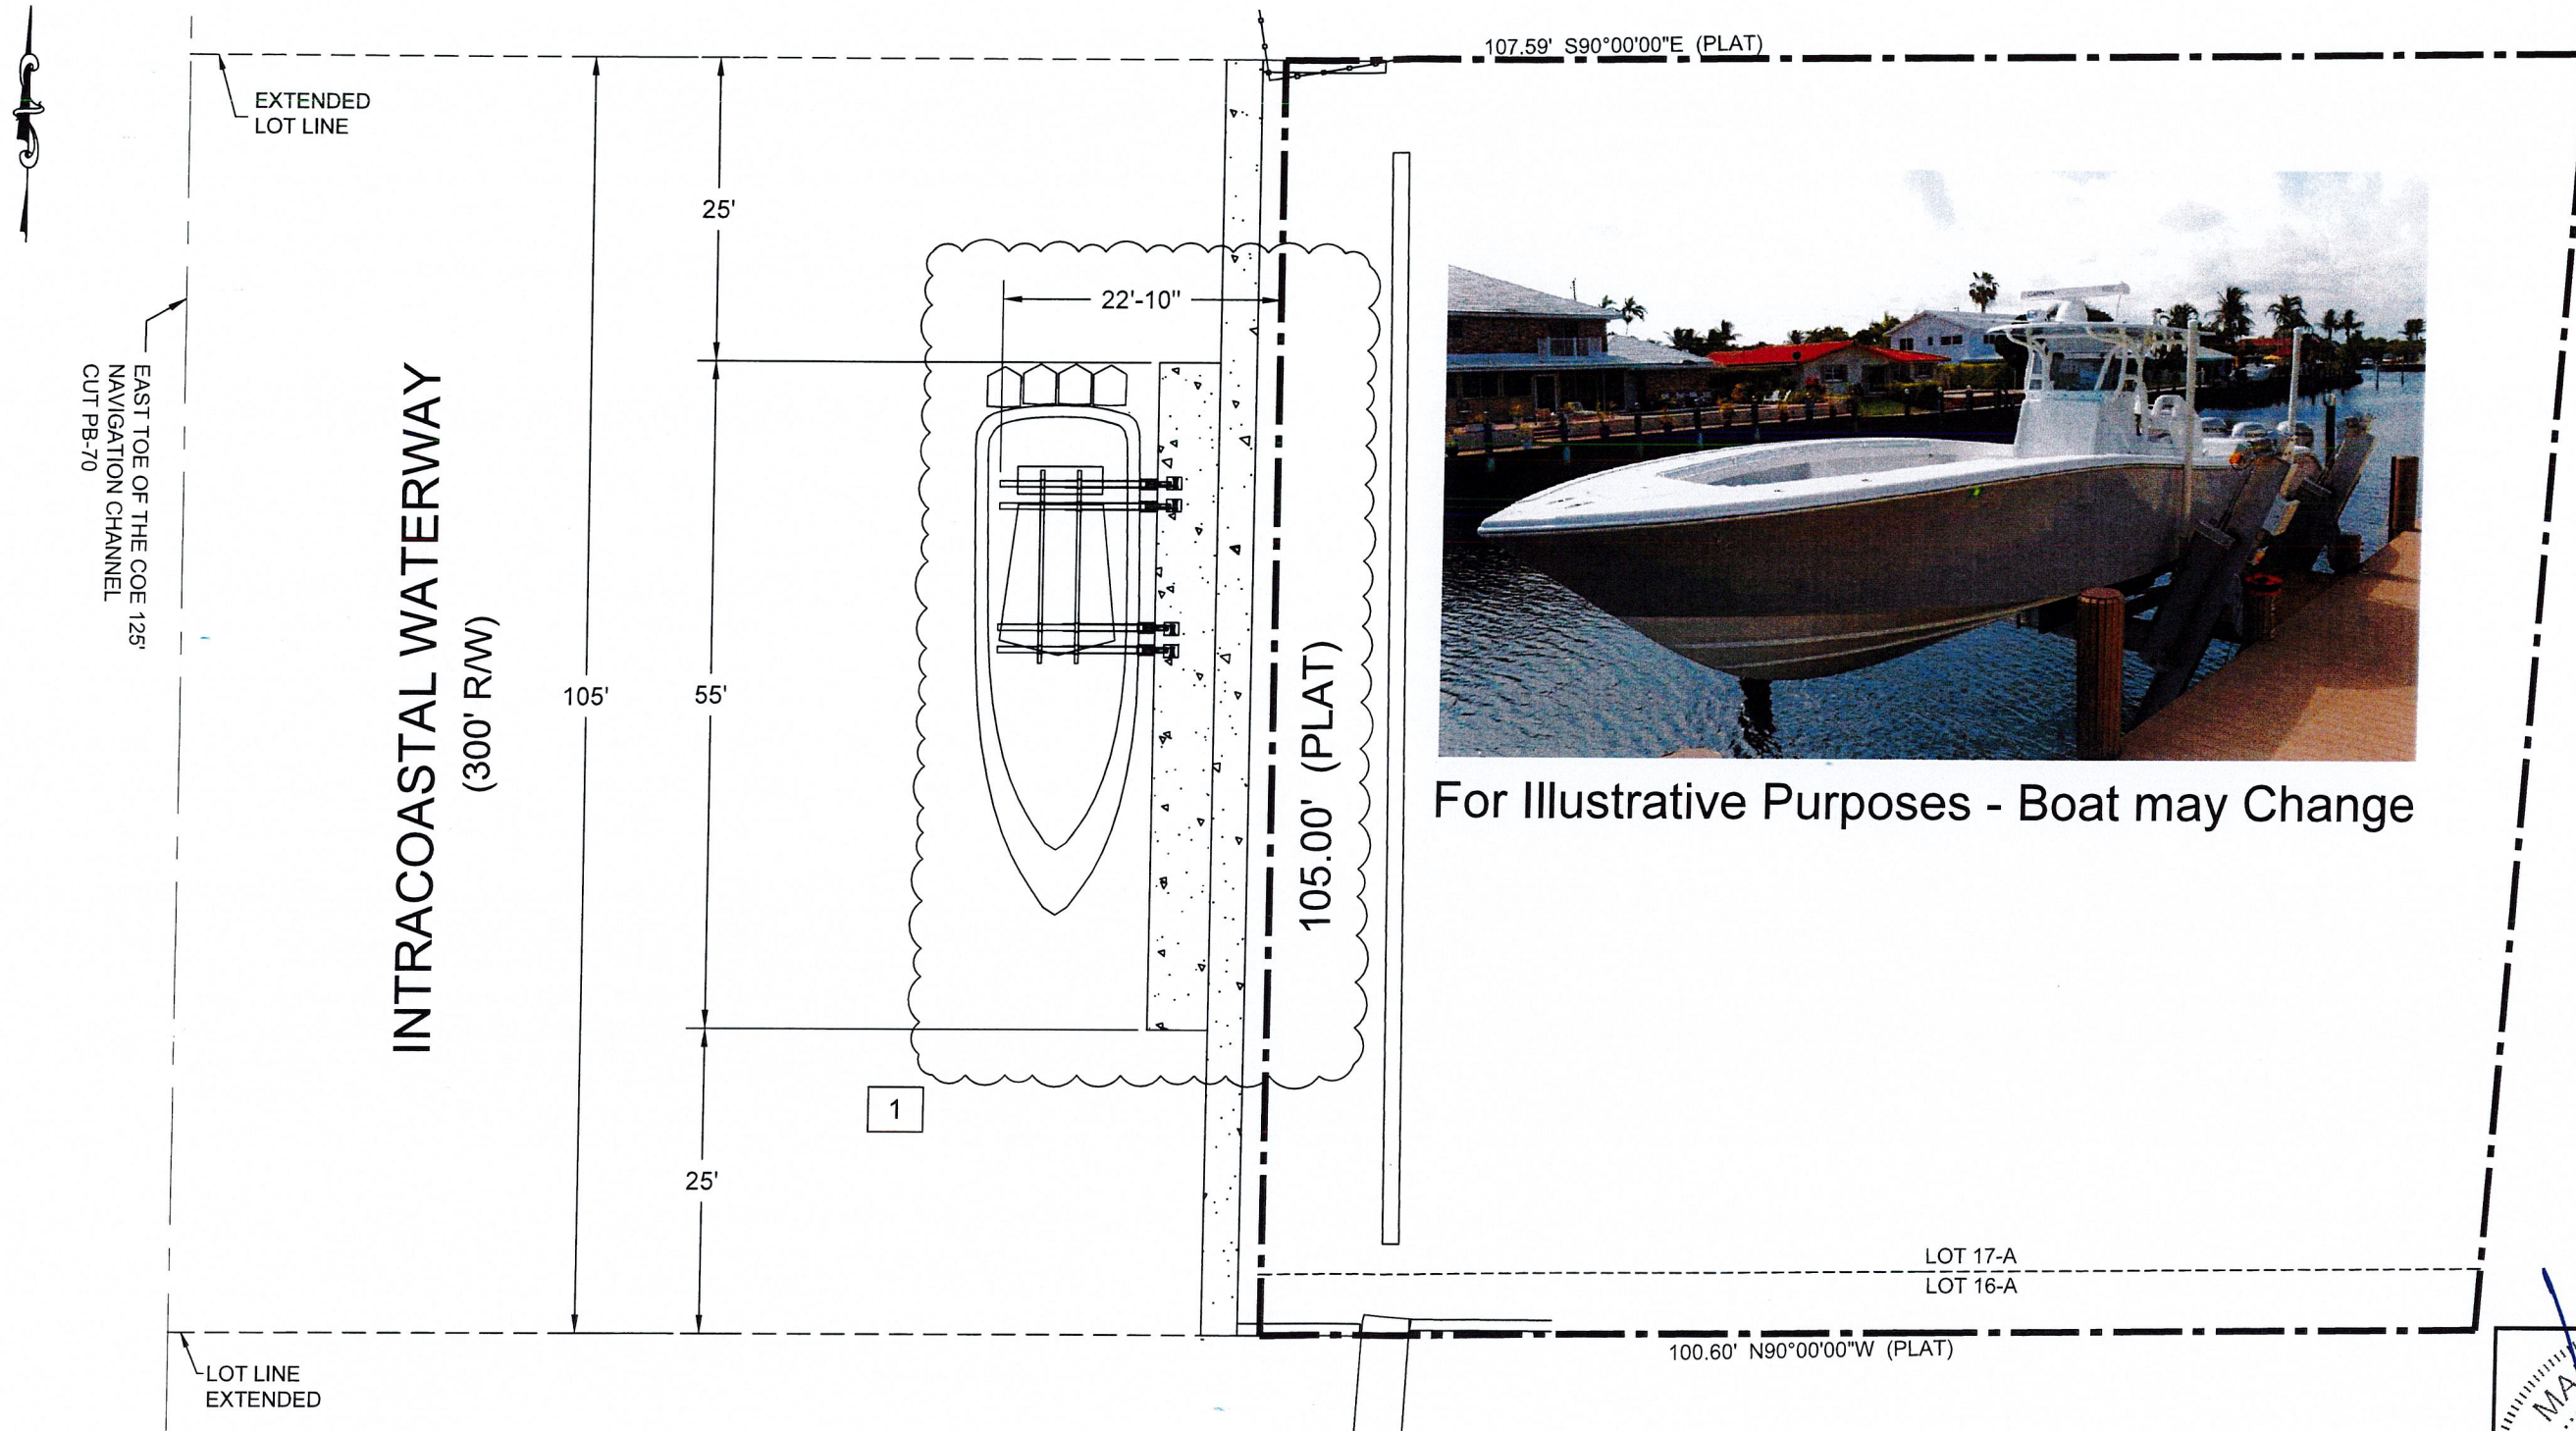 107.59' S90°00'00"E (PLAT)
EXTENDED
LOT LINE
25'
22'-10"
EAST TOE OF THE COE 125'
NAVIGATION CHANNEL
CUT PB-70
INTRACOASTAL WATERWAY
(300' R/W)
105'
55'
105.00' (PLAT)
GARMIN
For Illustrative Purposes - Boat may Change
1
25'
LOT 17-A
LOT 16-A
100.60' N90°00'00"W (PLAT)
LOT LINE
EXTENDED
MA